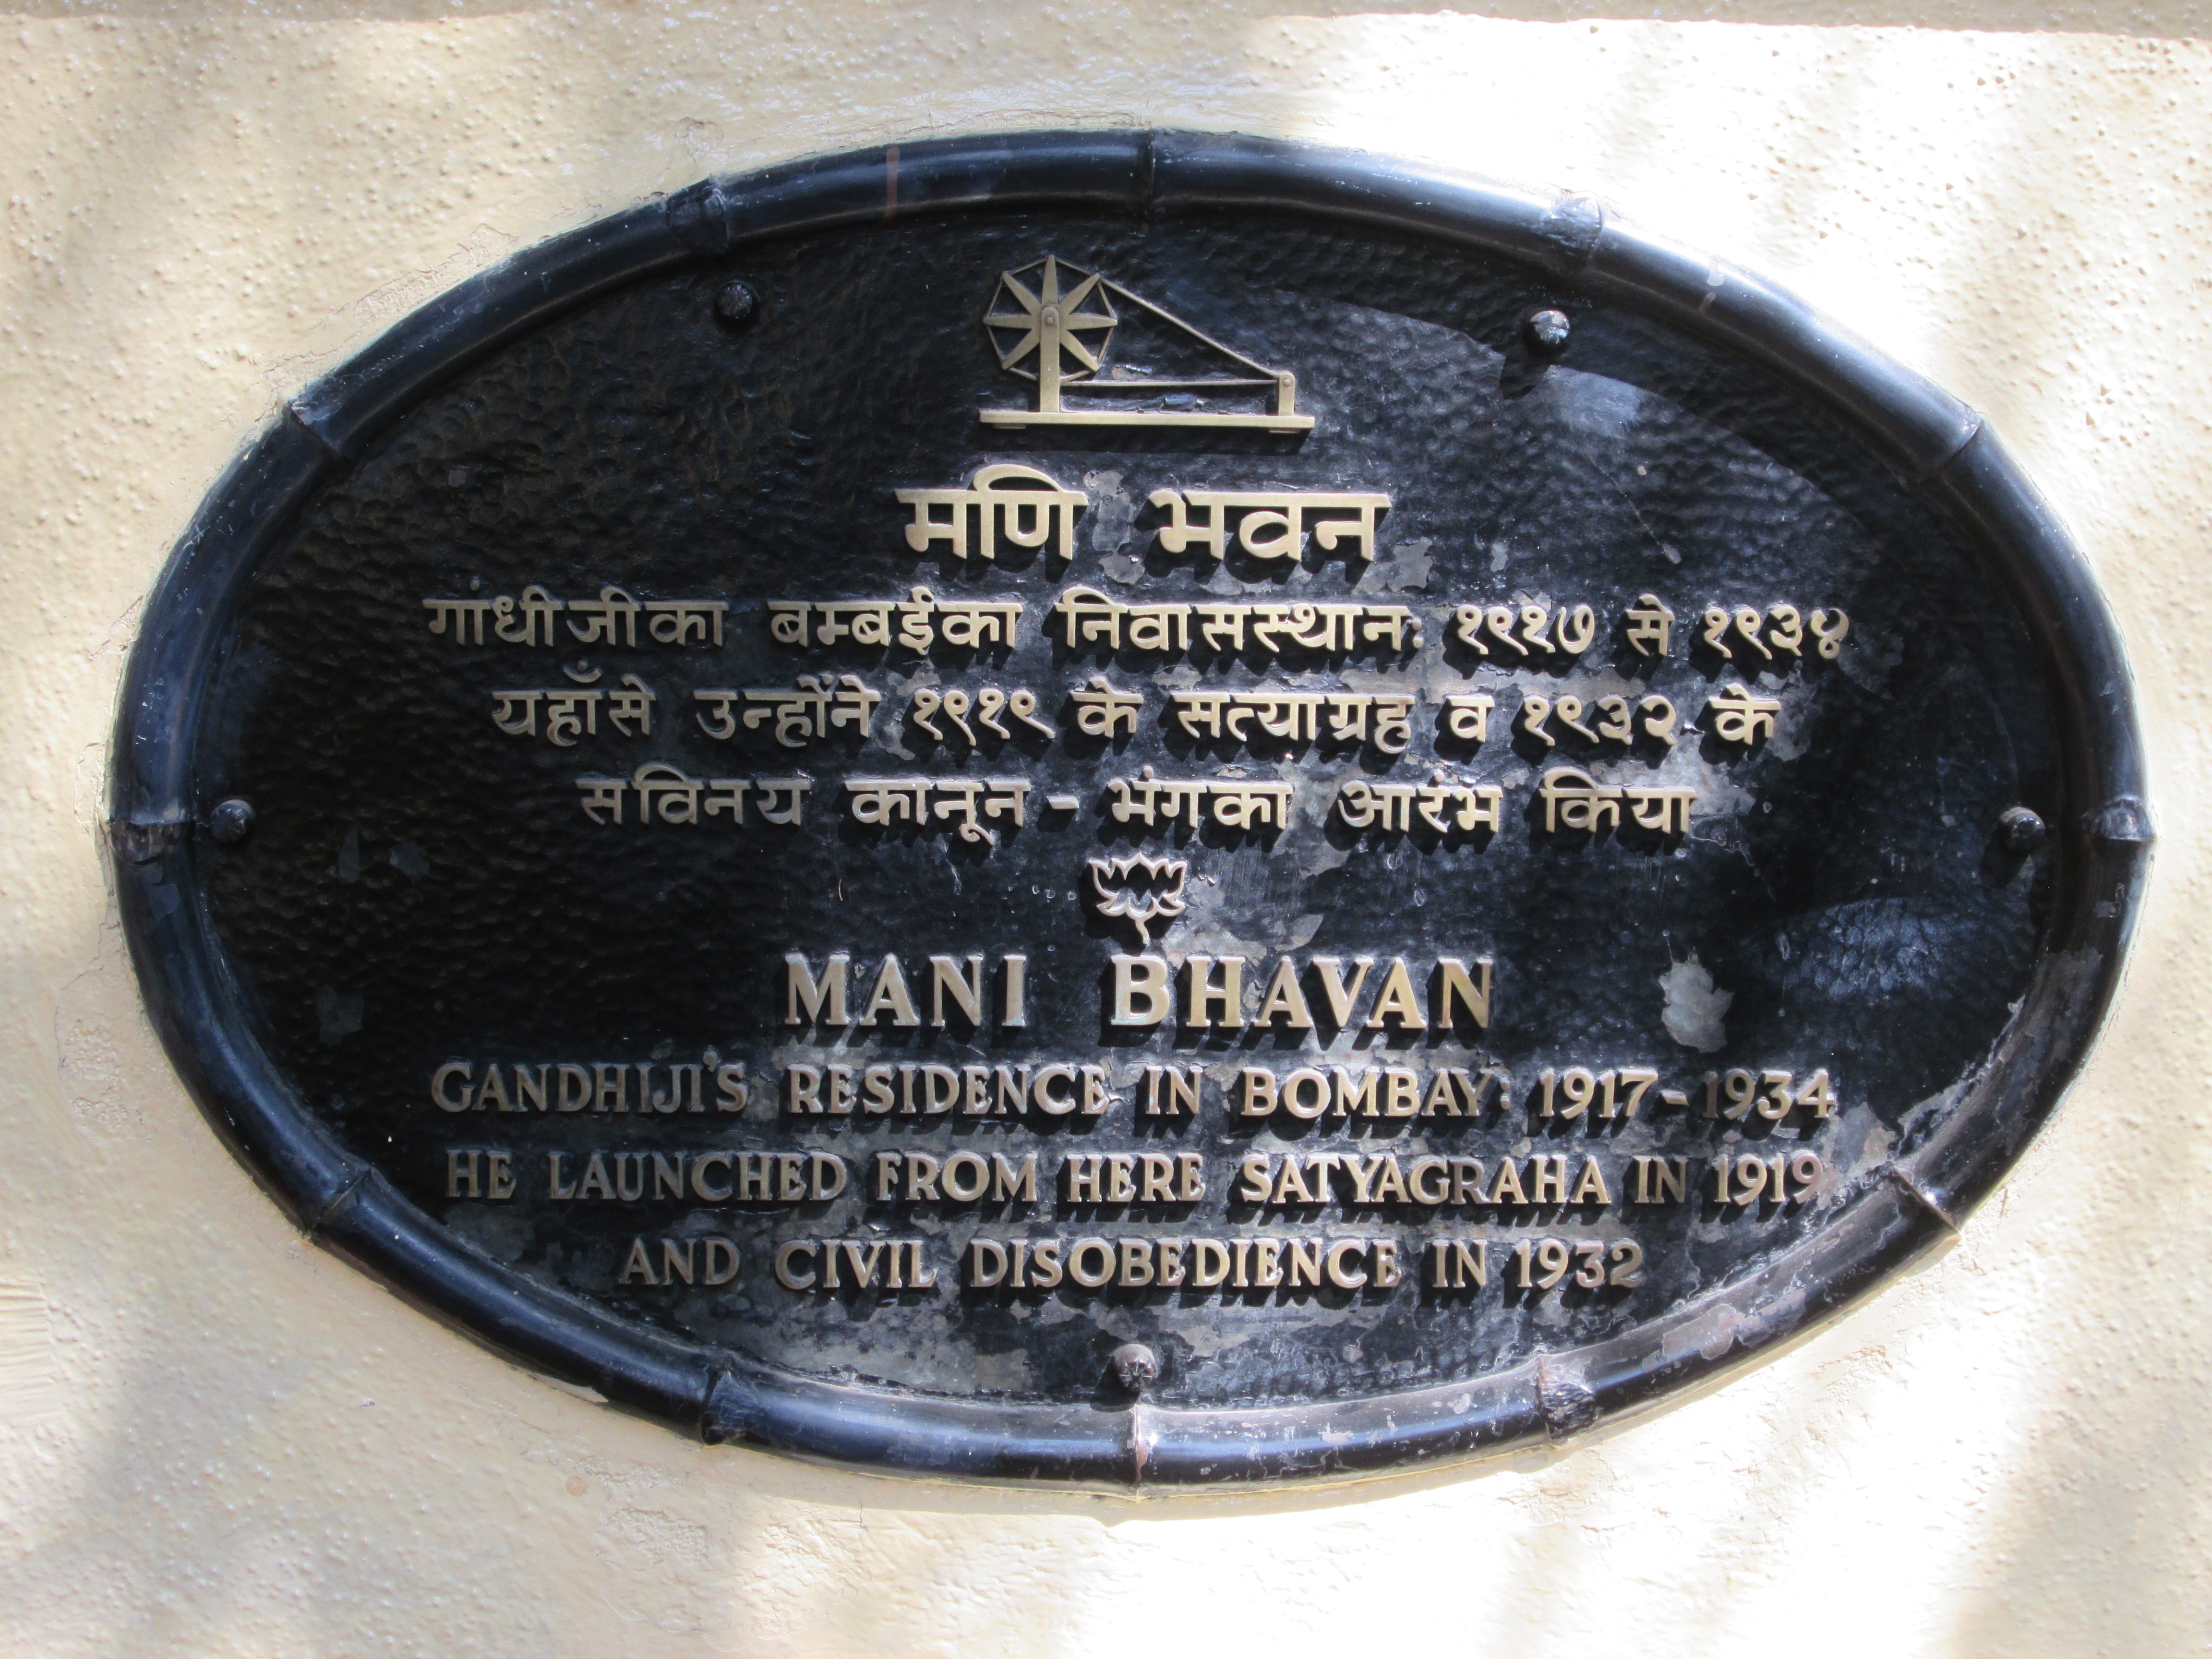 मणि भवन
गांधीजीका बम्बईका निवासस्थान: १९१७ से १९३४
यहाँसे उन्होंने १९१९ के सत्याग्रह व १९३२ के
सविनय कानून - भंगका आरंभ किया
MANI BHAVAN
GANDHIJI'S RESIDENCE IN BOMBAY: 1917-1934
HE LAUNCHED FROM HERE SATYAGRAHA IN 1919
AND CIVIL DISOBEDIENCE IN 1932